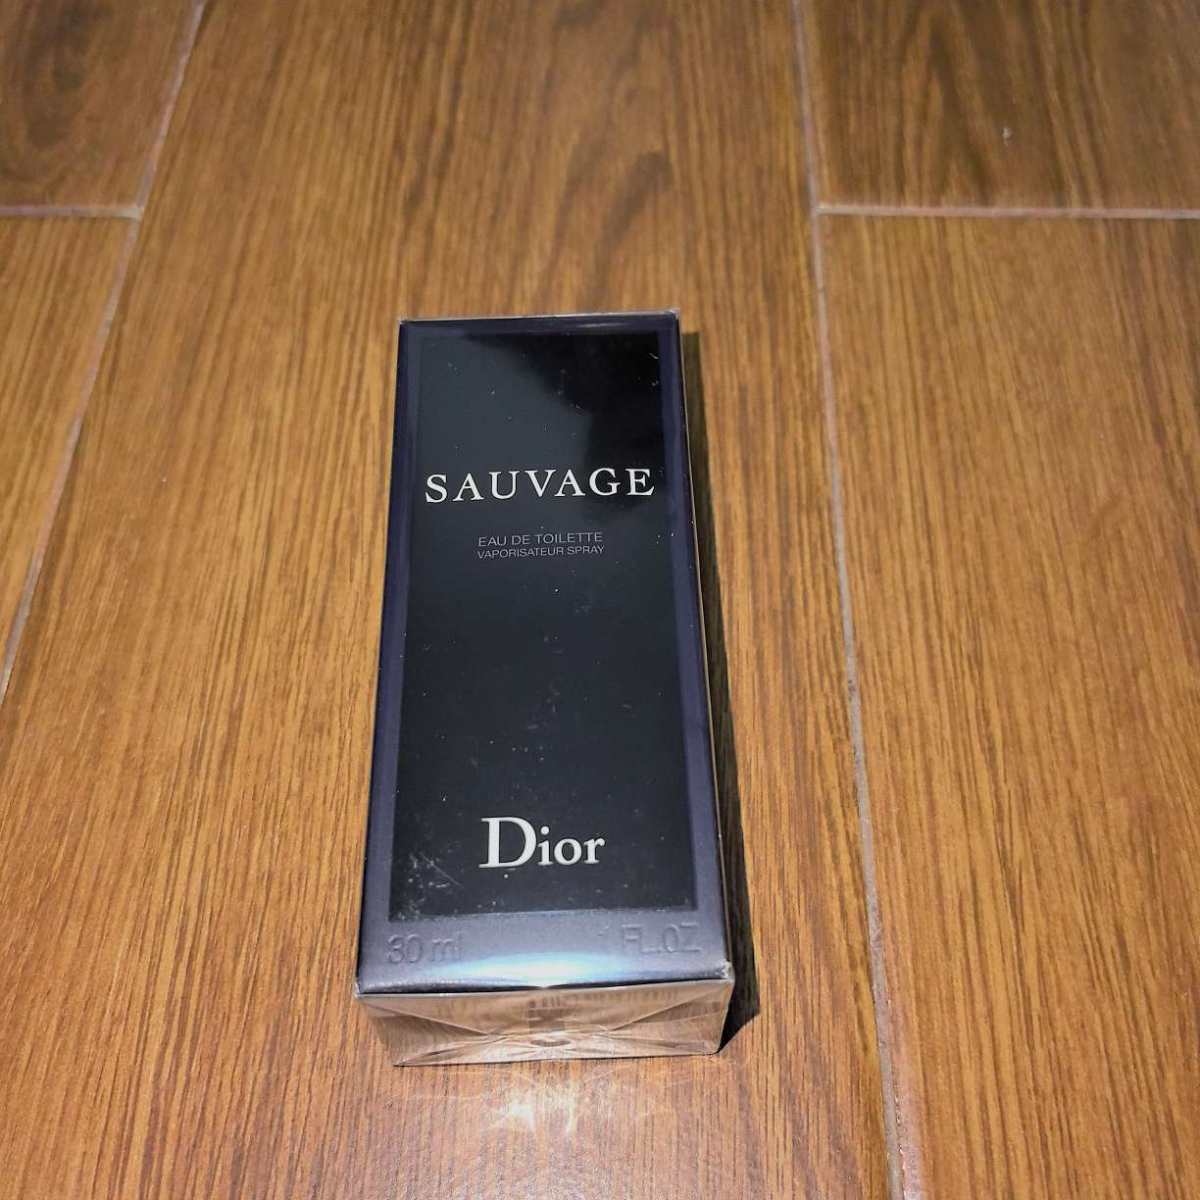 SAUVAGE
EAU DE TOILETTE
VAPORISATEUR SPRAY
Dior
30 ml 1 FL.OZ